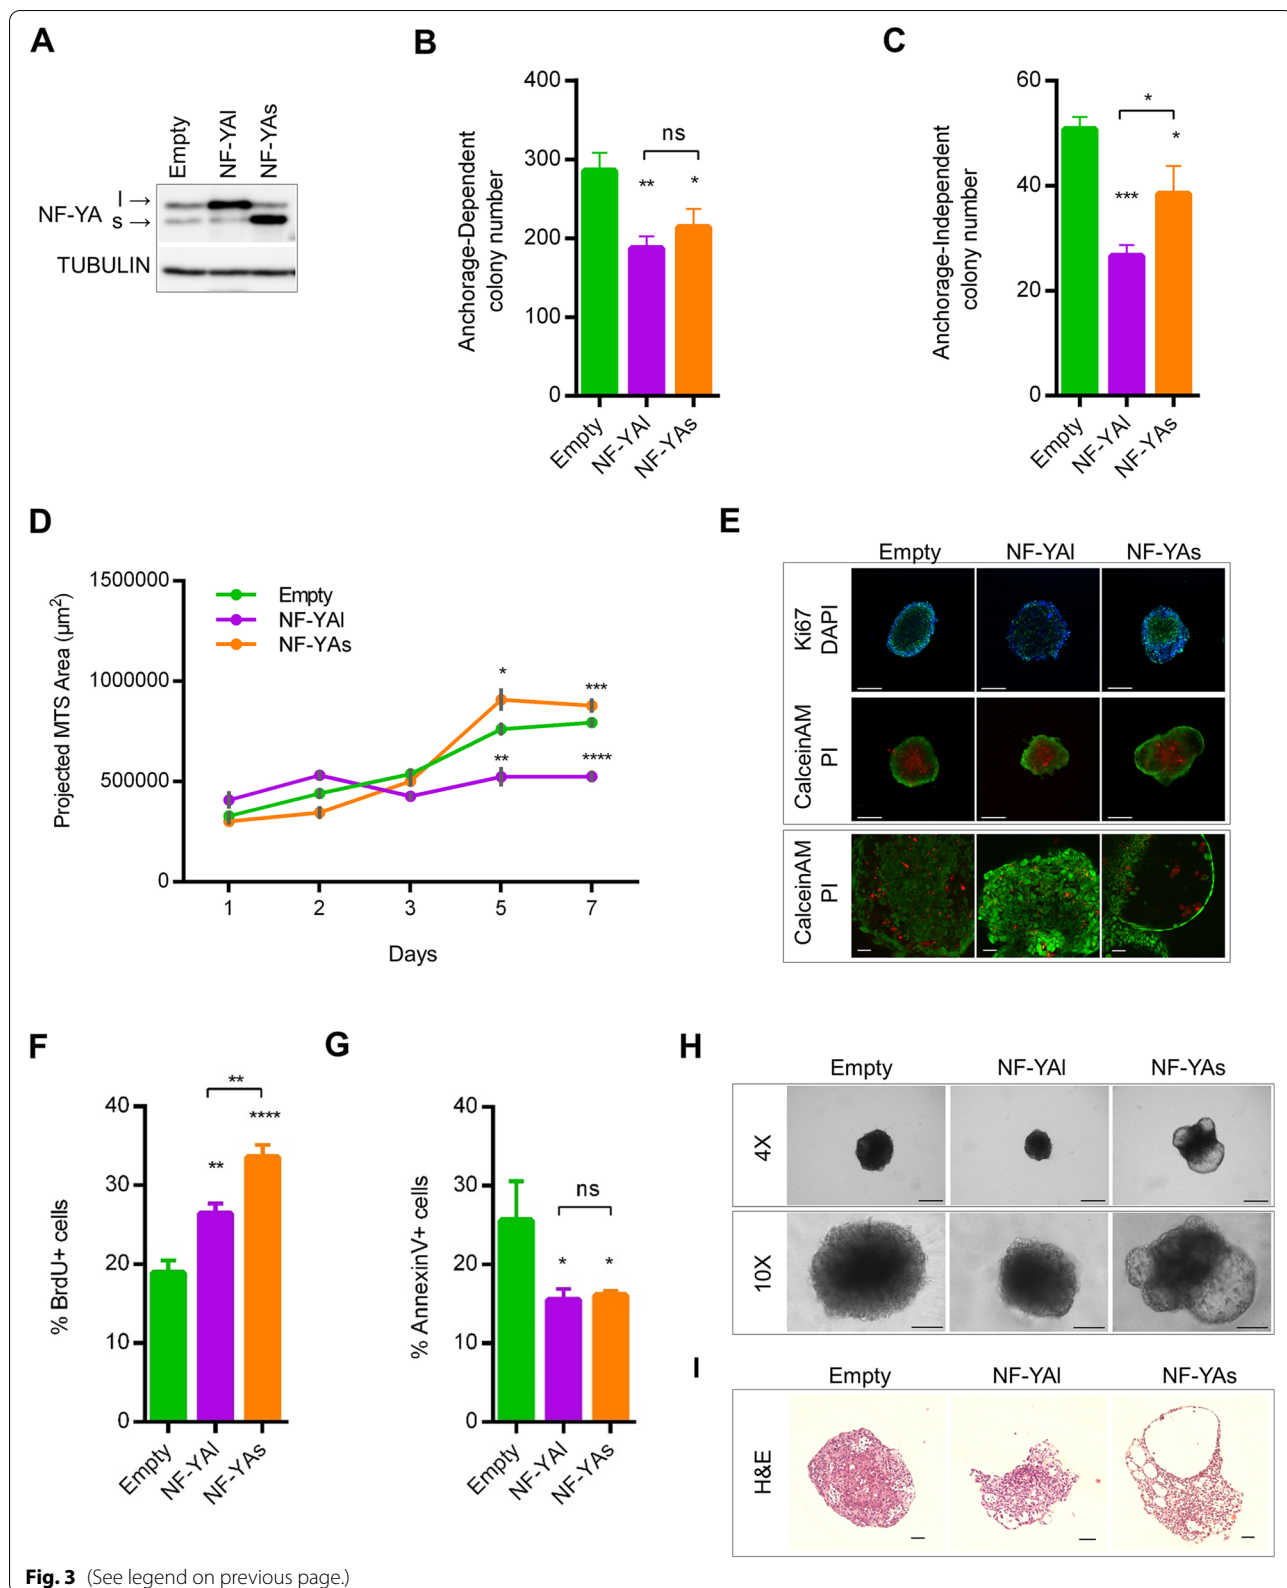 A
Empty
NF-YAl
NF-YAs
NF-YA
l →
s →
TUBULIN
B
Anchorage-Dependent
colony number
400
300
200
100
0
ns
**
*
Empty
NF-YAl
NF-YAs
C
Anchorage-Independent
colony number
60
40
20
0
*
***
*
Empty
NF-YAl
NF-YAs
D
Projected MTS Area (µm²)
1500000
1000000
500000
0
Empty
NF-YAl
NF-YAs
*
***
**
****
1 2 3 5 7
Days
E
Empty NF-YAl NF-YAs
Ki67
DAPI
CalceinAM
PI
CalceinAM
PI
F
% BrdU+ cells
40
30
20
10
0
**
**
****
Empty
NF-YAl
NF-YAs
G
% AnnexinV+ cells
40
30
20
10
0
ns
*
*
Empty
NF-YAl
NF-YAs
H
Empty NF-YAl NF-YAs
4X
10X
I
Empty NF-YAl NF-YAs
H&E
Fig. 3 (See legend on previous page.)